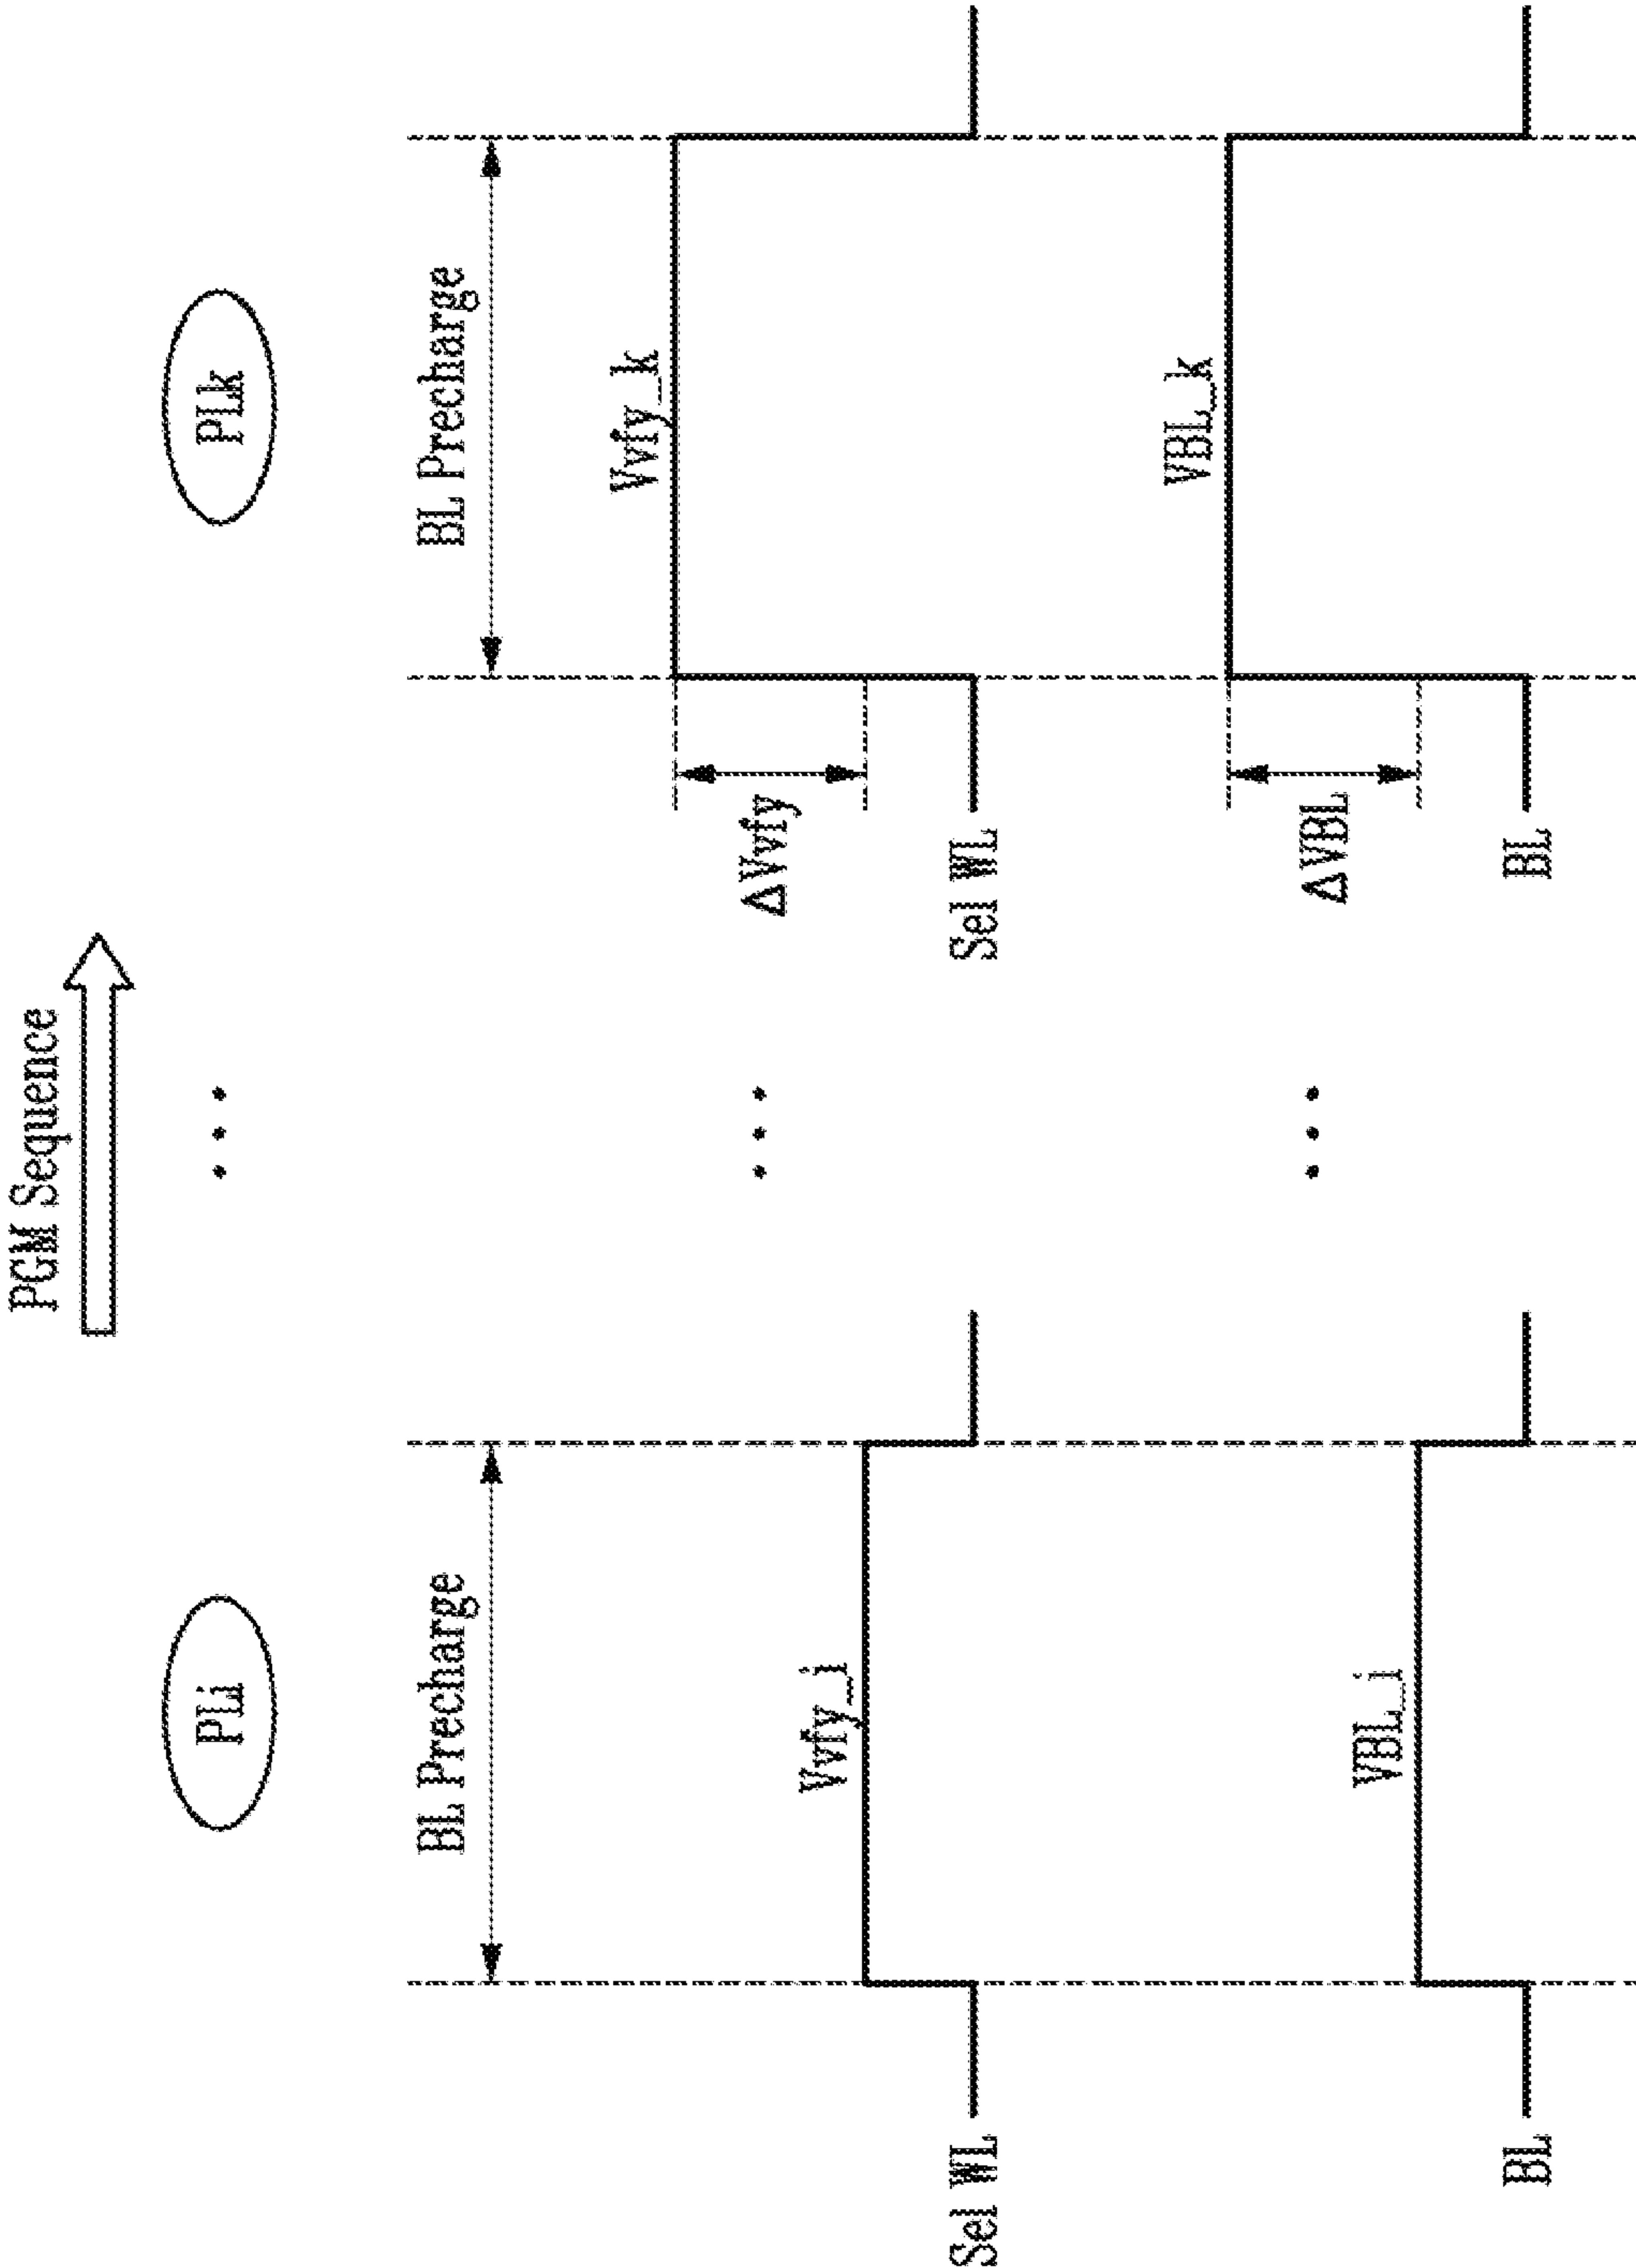 PGM Sequence
PLi
PLk
BL Precharge
BL Precharge
Vvfy_i
ΔVvfy
Vvfy_k
Sel WL
Sel WL
VBL_i
ΔVBL
VBL_k
BL
BL